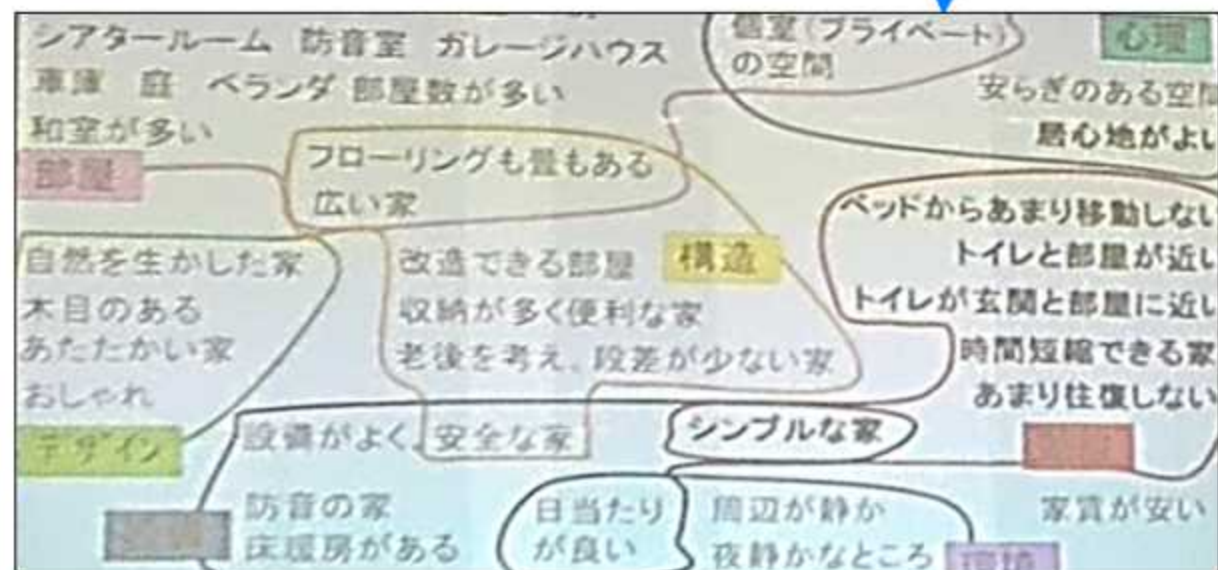 シアタールーム 防音室 ガレージハウス
車庫 庭 ベランダ 部屋数が多い
和室が多い
部屋
個室(プライベート)
の空間
心理
安らぎのある空間
居心地がよい
フローリングも畳もある
広い家
自然を生かした家
木目のある
あたたかい家
おしゃれ
デザイン
改造できる部屋
構造
収納が多く便利な家
老後を考え、段差が少ない家
ベッドからあまり移動しない
トイレと部屋が近い
トイレが玄関と部屋に近い
時間短縮できる家
あまり往復しない
設備がよく、安全な家
シンプルな家
防音の家
床暖房がある
日当たり
が良い
周辺が静か
夜静かなところ
環境
家賃が安い